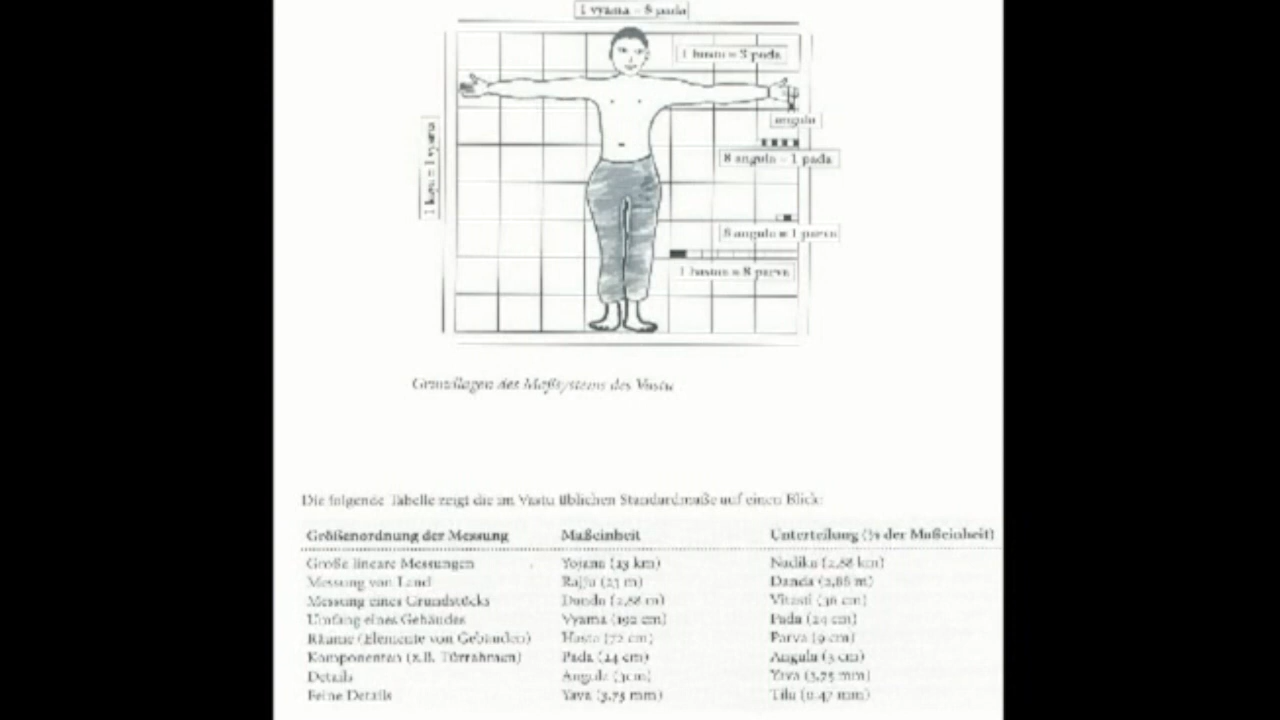 1 vyama = 8 pada
1 hasta = 3 pada
angula
8 angula = 1 pada
1 kaya = 1 vyama
3 angula = 1 parva
1 hasta = 8 parva
Grundlagen des Maßsystems des Vastu
Die folgende Tabelle zeigt die im Vastu üblichen Standardmaße auf einen Blick:
Größenordnung der Messung Maßeinheit Unterteilung (⅛ der Maßeinheit)
Große lineare Messungen Yojana (23 km) Nadika (2,88 km)
Messung von Land Rajju (23 m) Danda (2,88 m)
Messung eines Grundstücks Danda (2,88 m) Vitasti (36 cm)
Umfang eines Gebäudes Vyama (192 cm) Pada (24 cm)
Räume (Elemente von Gebäuden) Hasta (72 cm) Parva (9 cm)
Komponenten (z.B. Türrahmen) Pada (24 cm) Angula (3 cm)
Details Angula (3cm) Yava (3,75 mm)
Feine Details Yava (3,75 mm) Tila (0.47 mm)